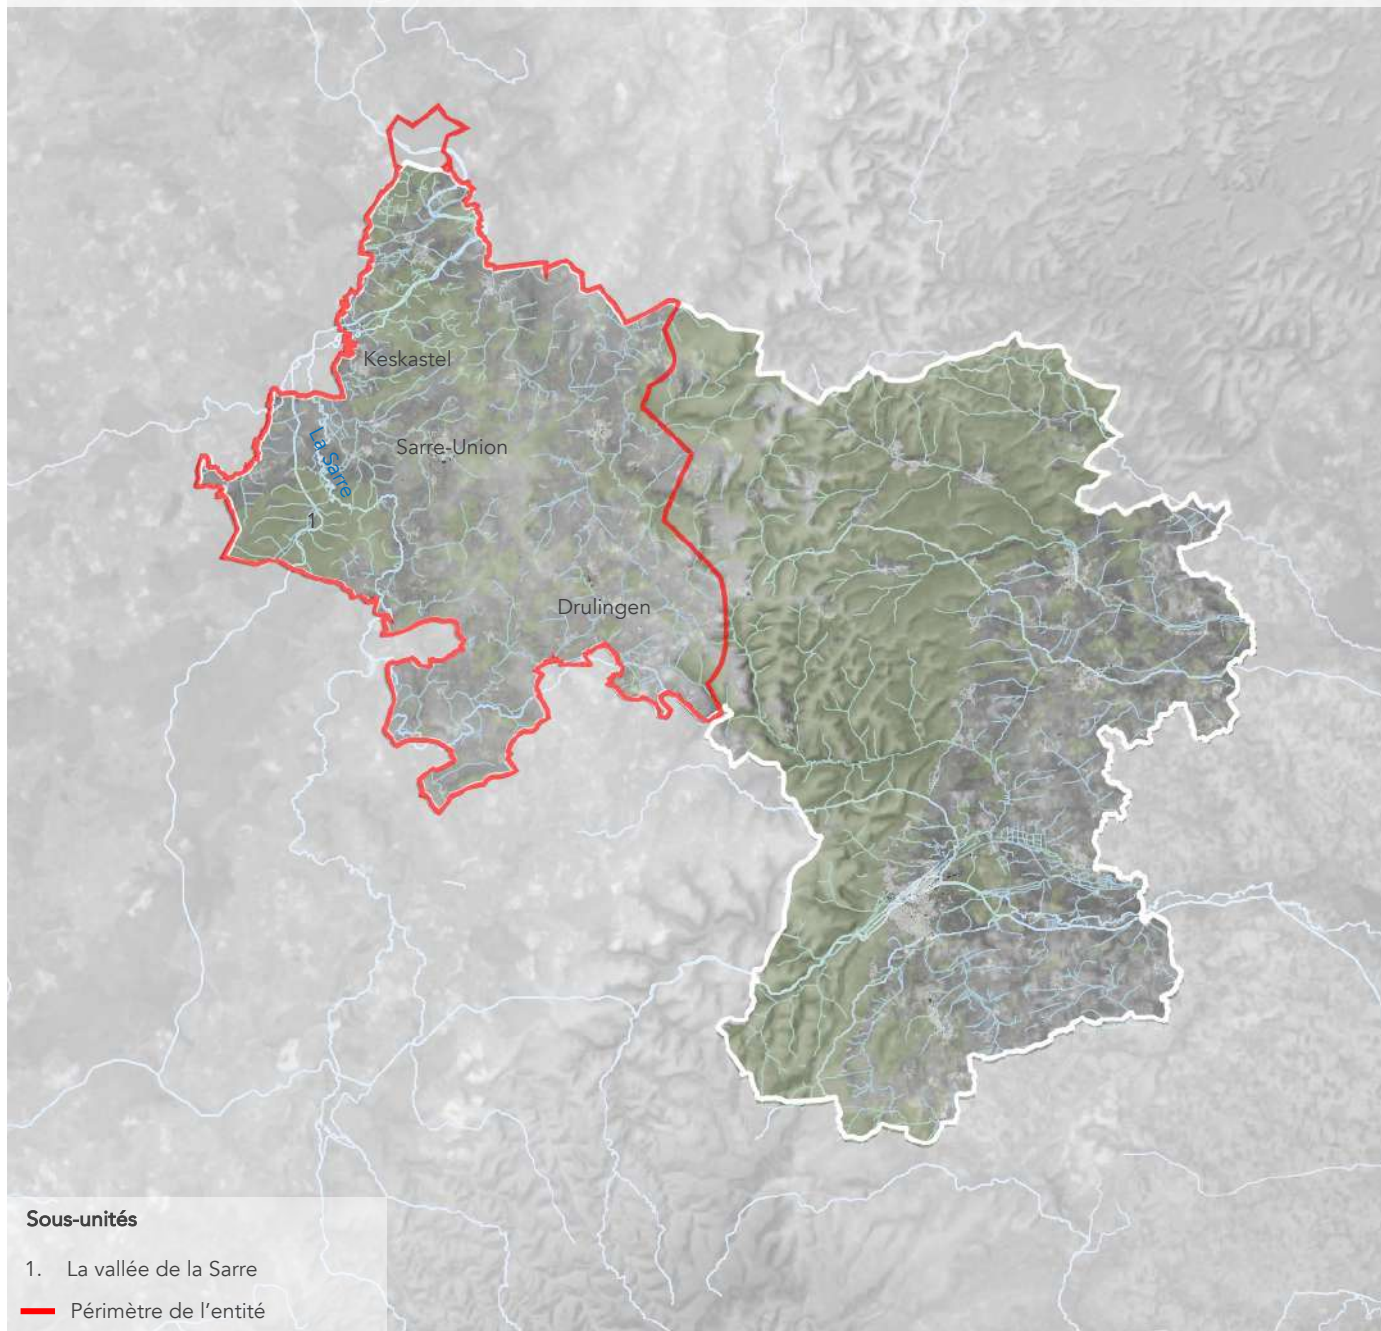 Keskastel
Sarre-Union
La Sarre
1
Drulingen
Sous-unités
1. La vallée de la Sarre
Périmètre de l'entité